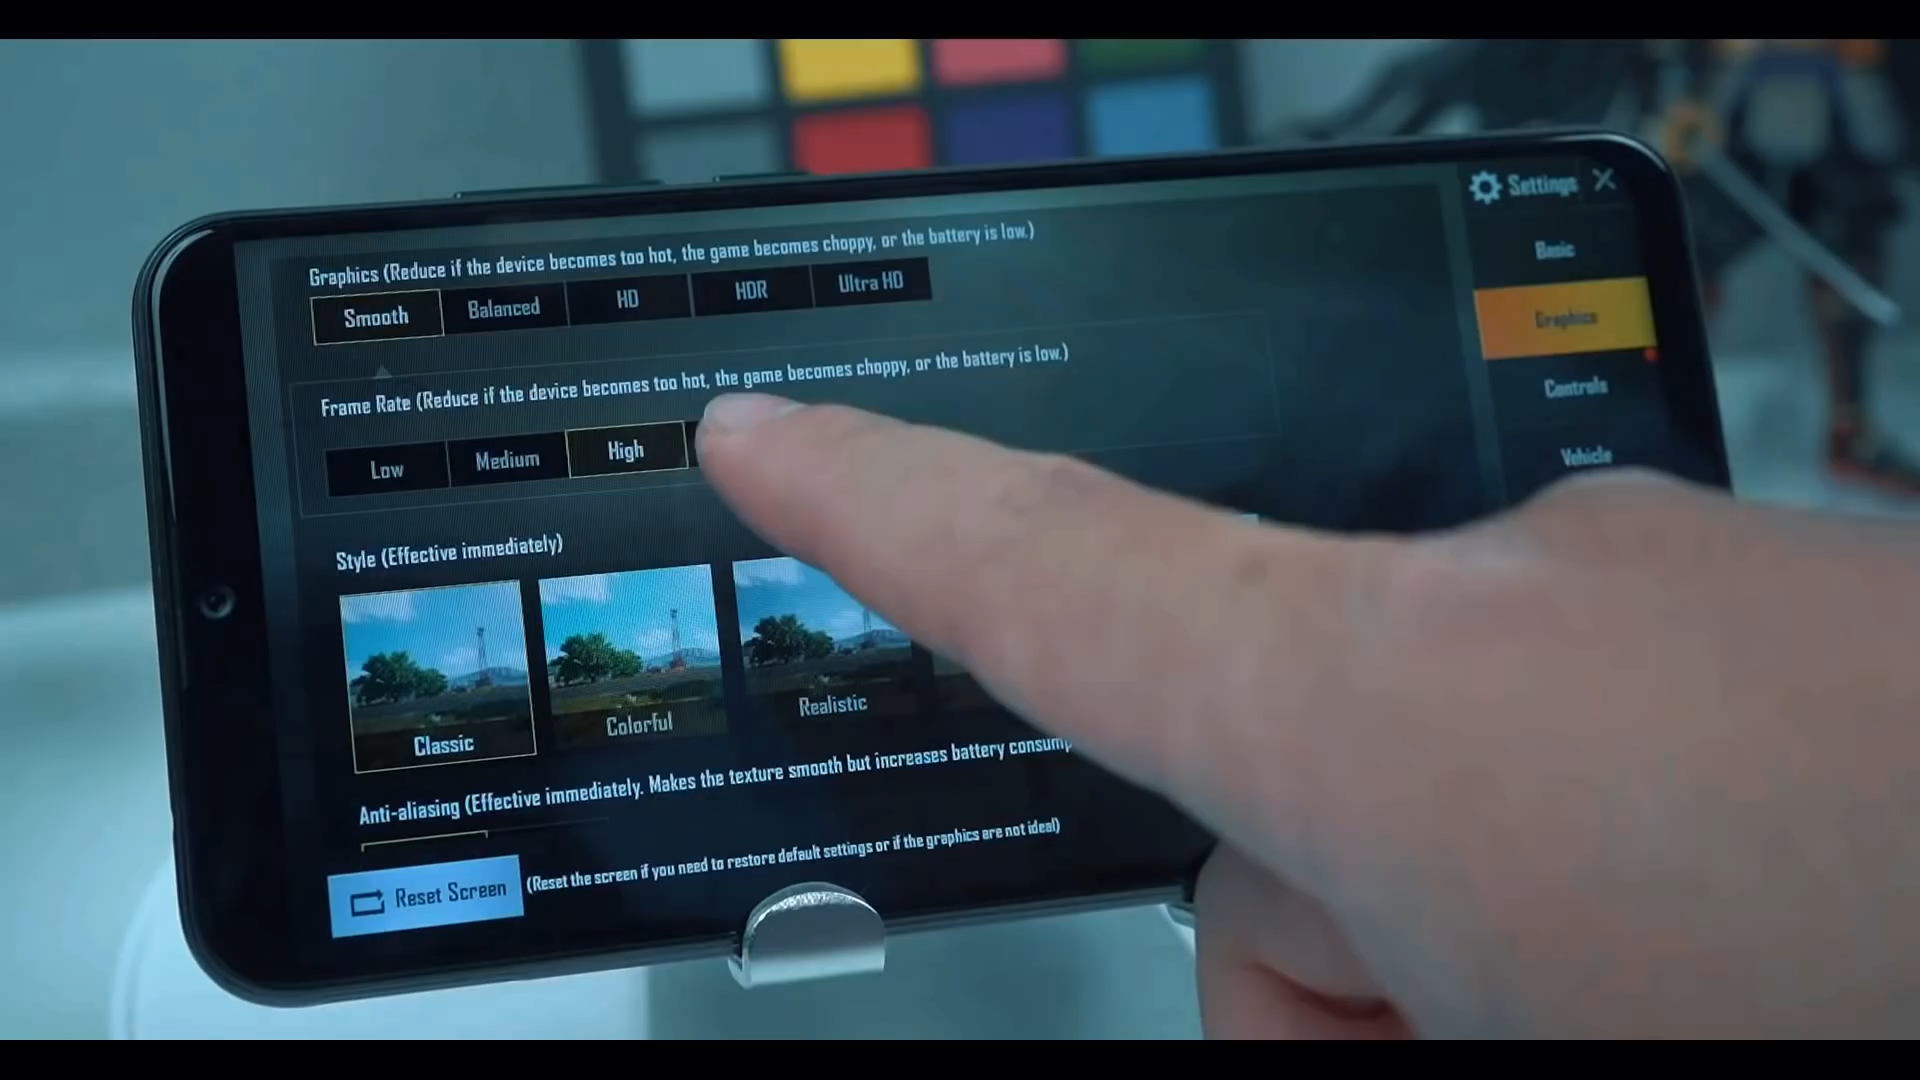 Settings
Graphics (Reduce if the device becomes too hot, the game becomes choppy, or the battery is low.)
Smooth
Balanced
HD
HDR
Ultra HD
Basic
Graphics
Controls
Vehicle
Frame Rate (Reduce if the device becomes too hot, the game becomes choppy, or the battery is low.)
Low
Medium
High
Style (Effective immediately)
Classic
Colorful
Realistic
Anti-aliasing (Effective immediately. Makes the texture smooth but increases battery consump
Reset Screen
(Reset the screen if you need to restore default settings or if the graphics are not ideal)